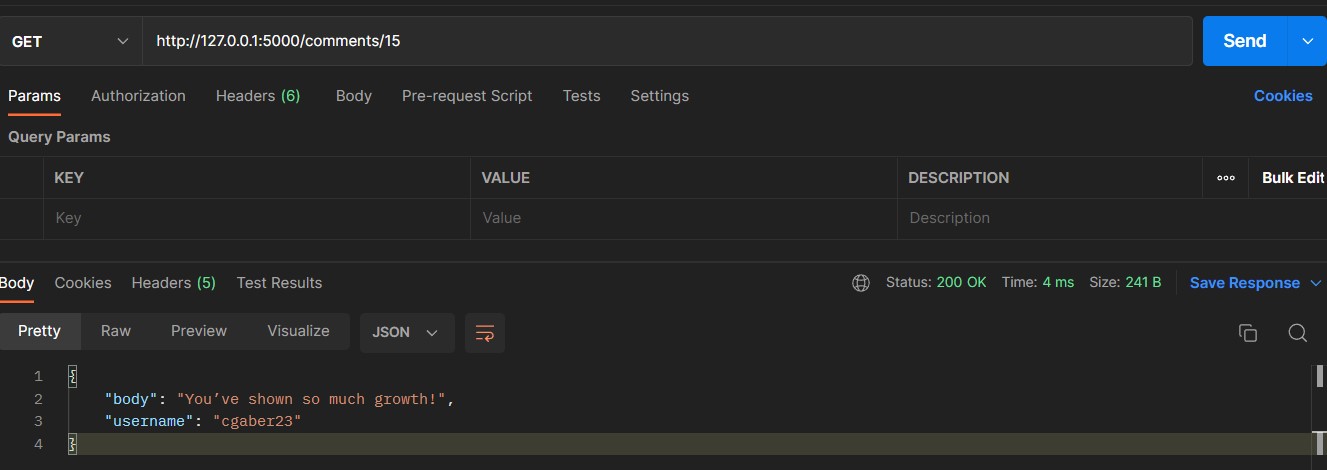 GET http://127.0.0.1:5000/comments/15 Send
Params Authorization Headers (6) Body Pre-request Script Tests Settings Cookies
Query Params
KEY VALUE DESCRIPTION ooo Bulk Edit
Key Value Description
Body Cookies Headers (5) Test Results Status: 200 OK Time: 4 ms Size: 241 B Save Response
Pretty Raw Preview Visualize JSON
1 {
2 "body": "You’ve shown so much growth!",
3 "username": "cgaber23"
4 }